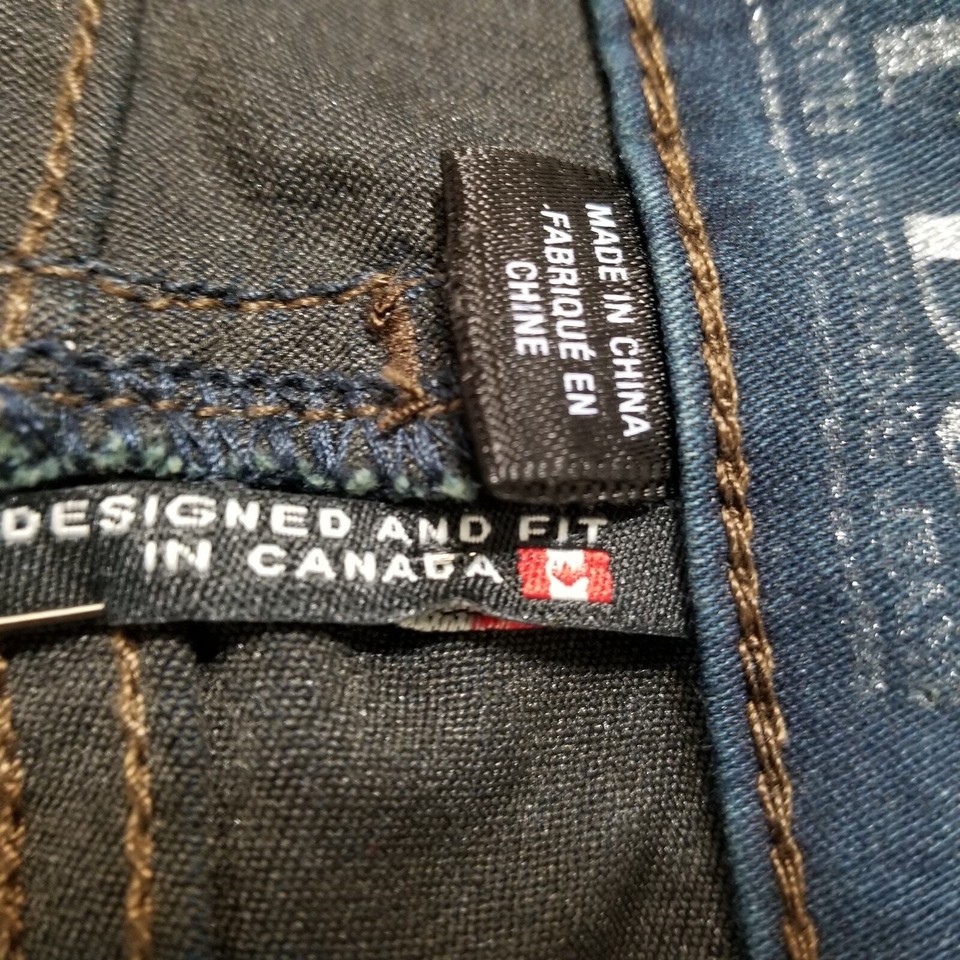 MADE IN CHINA
FABRIQUÉ EN
CHINE
DESIGNED AND FIT
IN CANADA